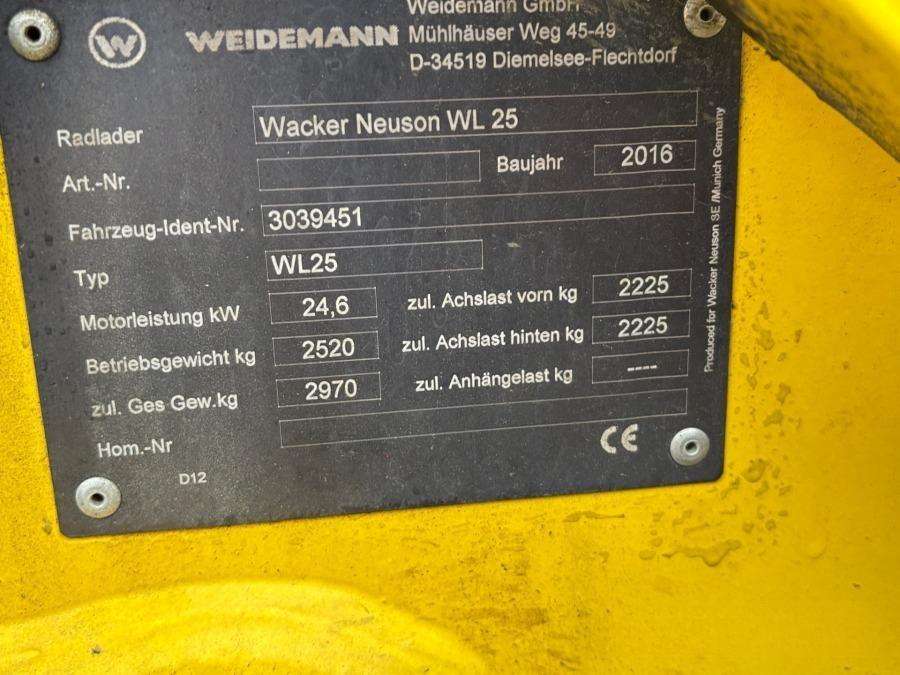 Weidemann GmbH
W WEIDEMANN Mühlhäuser Weg 45-49
D-34519 Diemelsee-Flechtdorf
Radlader Wacker Neuson WL 25
Art.-Nr. Baujahr 2016
Fahrzeug-Ident-Nr. 3039451
Typ WL25
Motorleistung kW 24,6 zul. Achslast vorn kg 2225
Betriebsgewicht kg 2520 zul. Achslast hinten kg 2225
zul. Ges Gew.kg 2970 zul. Anhängelast kg ----
Hom.-Nr CE
D12
Produced for Wacker Neuson SE /Munich Germany